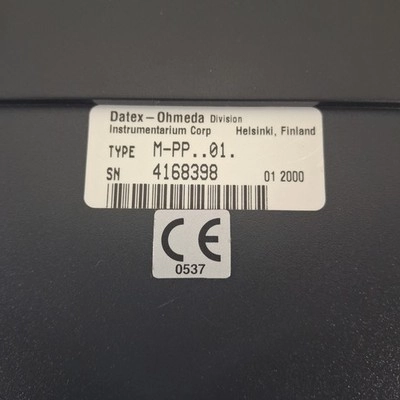 Datex-Ohmeda Division
Instrumentarium Corp Helsinki, Finland
TYPE M-PP..01.
SN 4168398 01 2000
CE
0537